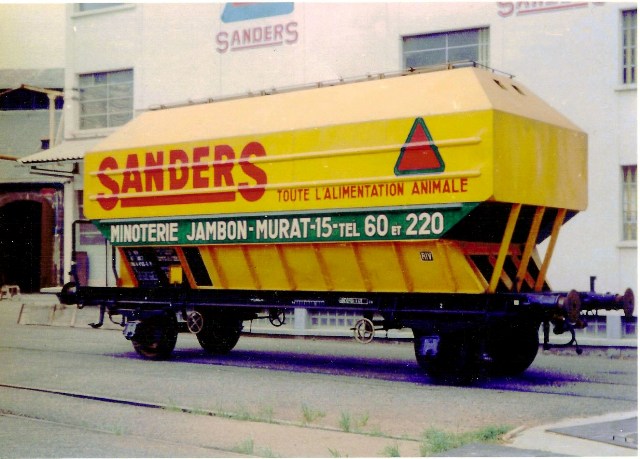 SANDERS
SANDERS
TOUTE L'ALIMENTATION ANIMALE
MINOTERIE JAMBON-MURAT-15-TEL 60 ET 220
RIV